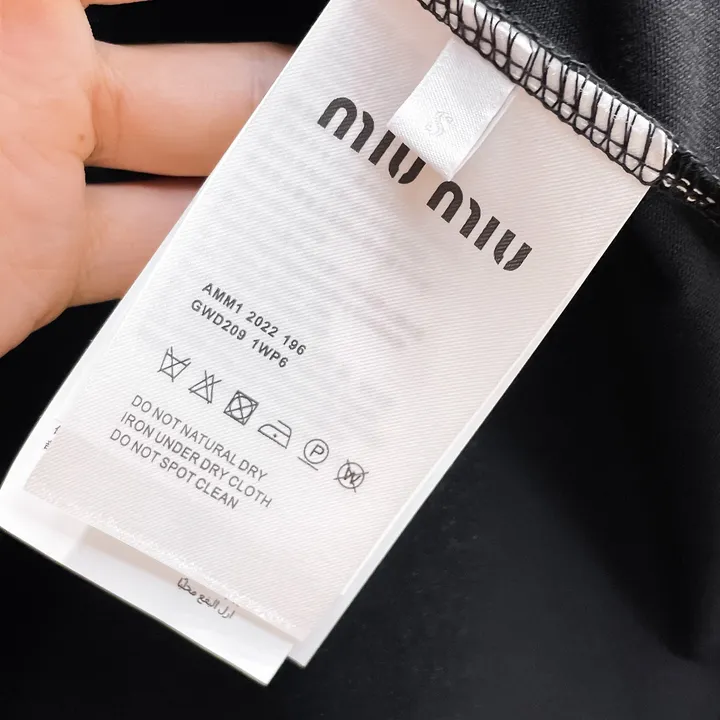 S
MIU MIU
AMM1 2022 196
GWD209 1WP6
P
W
DO NOT NATURAL DRY
IRON UNDER DRY CLOTH
DO NOT SPOT CLEAN